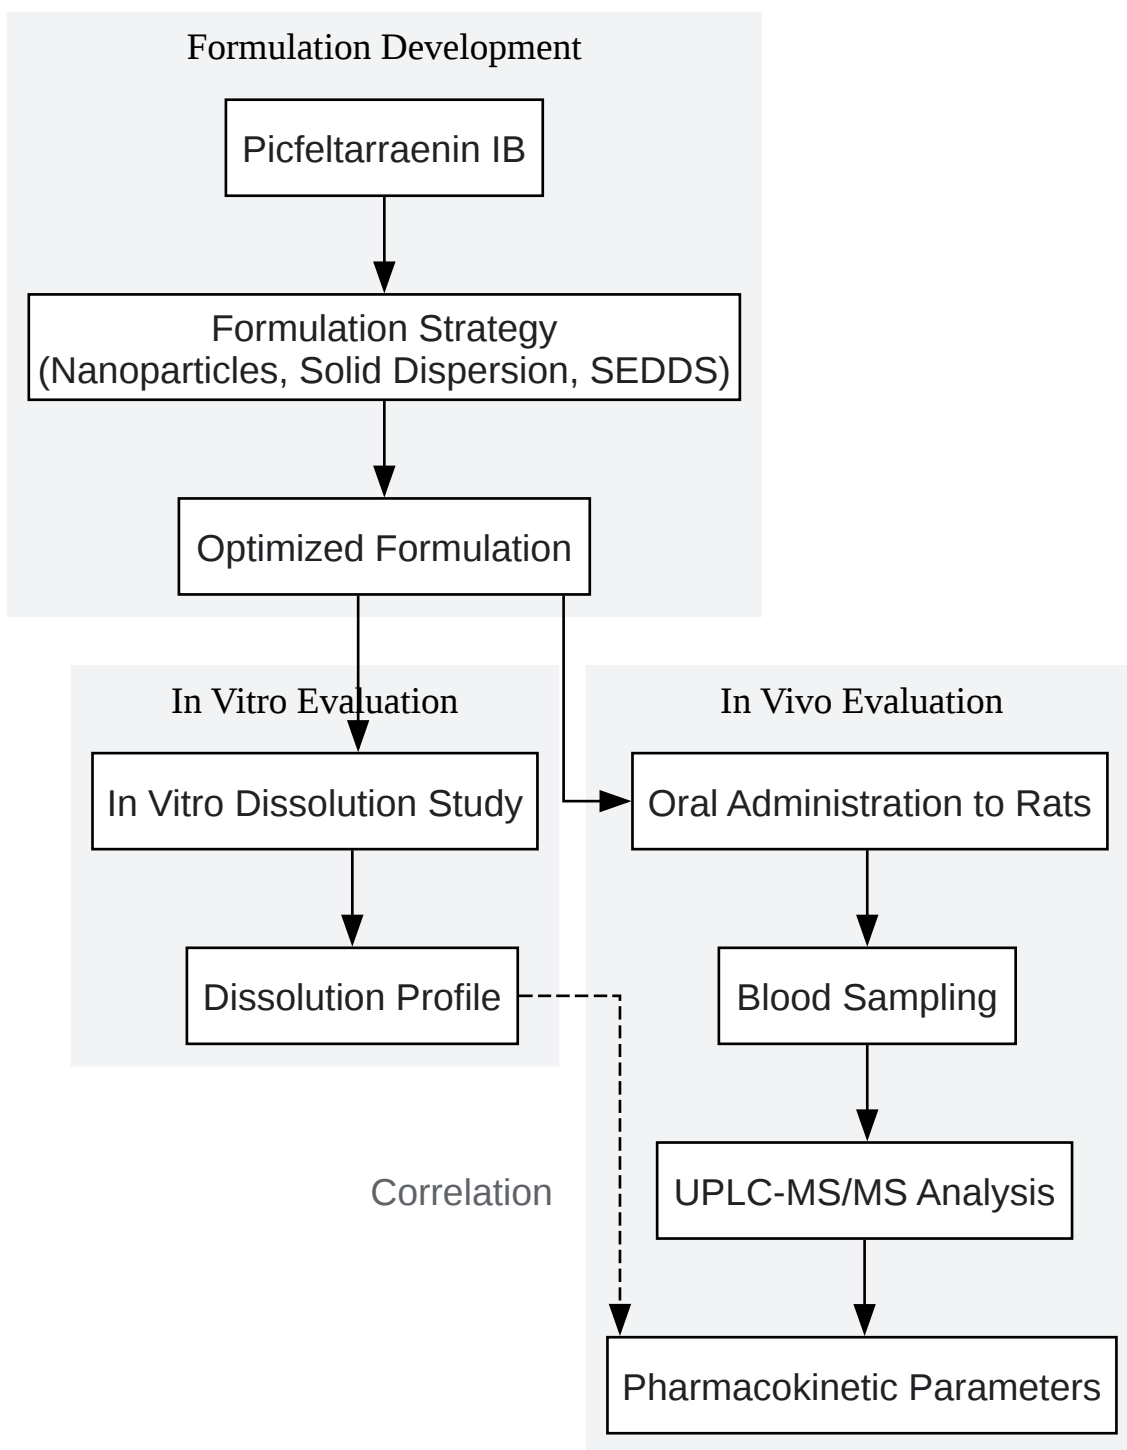 Formulation Development
Picfeltarraenin IB
Formulation Strategy
(Nanoparticles, Solid Dispersion, SEDDS)
Optimized Formulation
In Vitro Evaluation
In Vitro Dissolution Study
Dissolution Profile
Correlation
In Vivo Evaluation
Oral Administration to Rats
Blood Sampling
UPLC-MS/MS Analysis
Pharmacokinetic Parameters